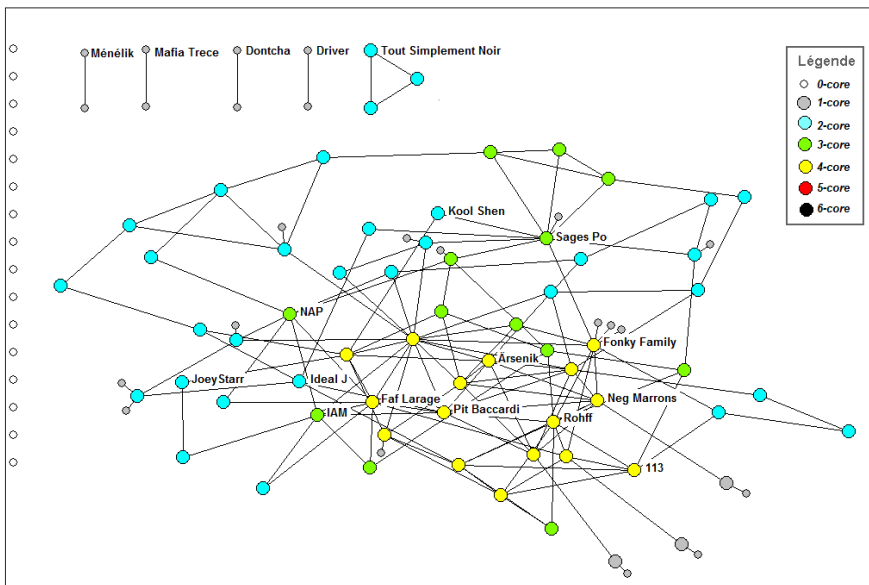 Ménélik
Mafia Trece
Dontcha
Driver
Tout Simplement Noir
Légende
0-core
1-core
2-core
3-core
4-core
5-core
6-core
Kool Shen
Sages Po
NAP
Fonky Family
Ärsenik
JoeyStarr
Ideal J
Faf Larage
Neg Marrons
Pit Baccardi
IAM
Rohff
113